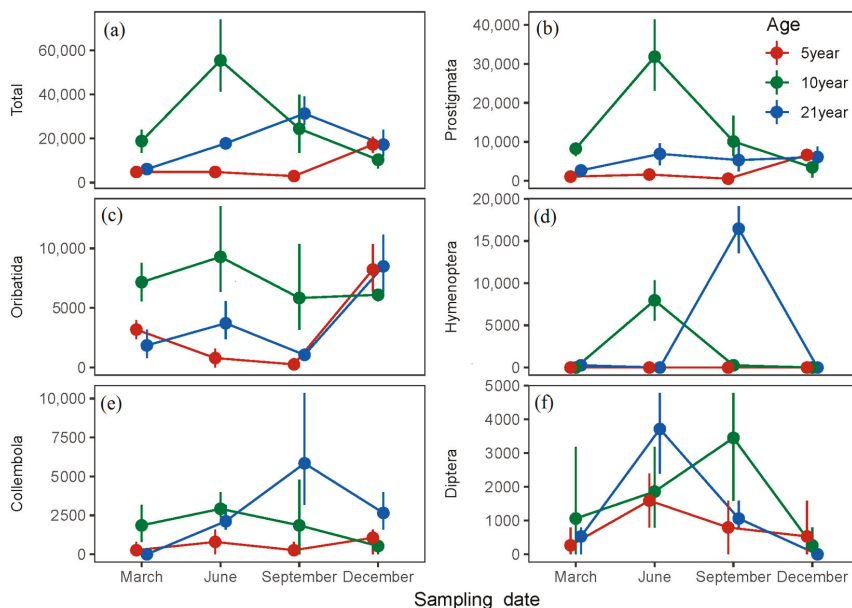 (a)
Total
60,000
40,000
20,000
0
(b)
Prostigmata
40,000
30,000
20,000
10,000
0
Age
5year
10year
21year
(c)
Oribatida
10,000
5000
0
(d)
Hymenoptera
20,000
15,000
10,000
5000
0
(e)
Collembola
10,000
7500
5000
2500
0
(f)
Diptera
5000
4000
3000
2000
1000
0
March June September December
March June September December
Sampling date